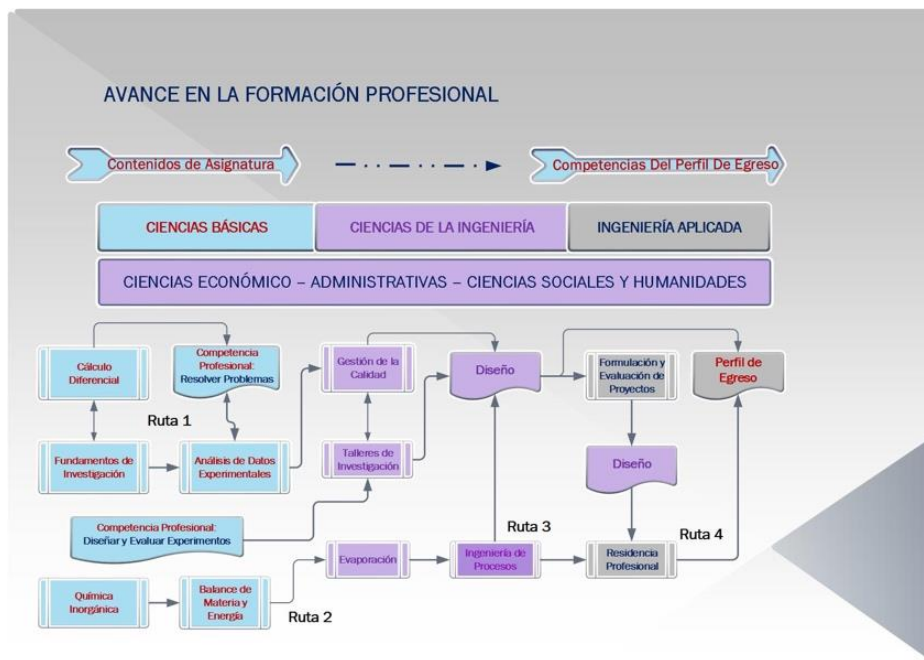 AVANCE EN LA FORMACIÓN PROFESIONAL
Contenidos de Asignatura
Competencias Del Perfil De Egreso
CIENCIAS BÁSICAS
CIENCIAS DE LA INGENIERÍA
INGENIERÍA APLICADA
CIENCIAS ECONÓMICO – ADMINISTRATIVAS – CIENCIAS SOCIALES Y HUMANIDADES
Cálculo
Diferencial
Competencia
Profesional:
Resolver Problemas
Gestión de la
Calidad
Diseño
Formulación y
Evaluación de
Proyectos
Perfil de
Egreso
Ruta 1
Fundamentos de
Investigación
Análisis de Datos
Experimentales
Talleres de
Investigación
Diseño
Competencia Profesional:
Diseñar y Evaluar Experimentos
Ruta 3
Ruta 4
Evaporación
Ingeniería de
Procesos
Residencia
Profesional
Química
Inorgánica
Balance de
Materia y
Energía
Ruta 2